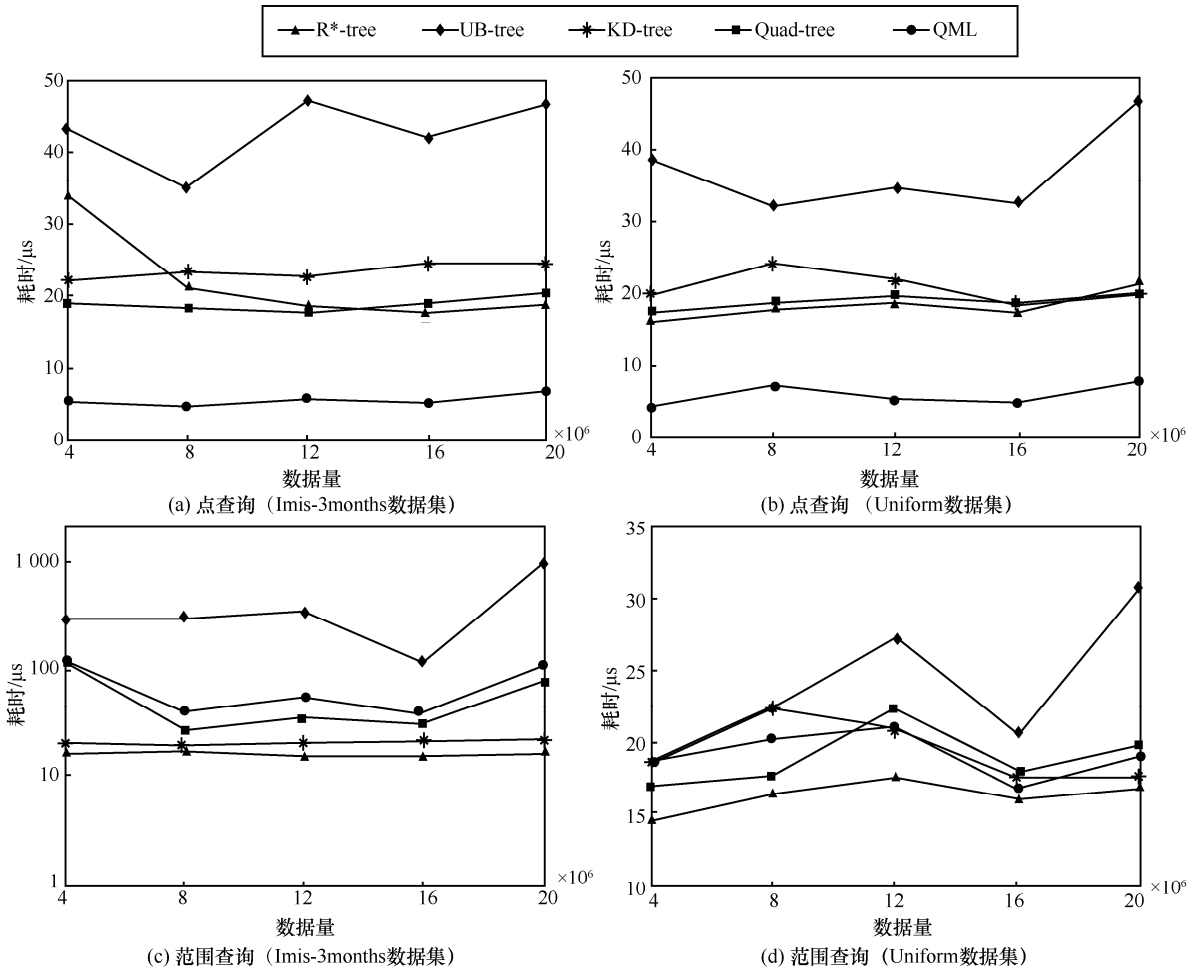 R*-tree UB-tree KD-tree Quad-tree QML
50
40
30
20
10
0
耗时/μs
4 8 12 16 20 ×10⁶
数据量
(a) 点查询（Imis-3months数据集）
50
40
30
20
10
0
耗时/μs
4 8 12 16 20 ×10⁶
数据量
(b) 点查询 （Uniform数据集）
1 000
100
10
1
耗时/μs
4 8 12 16 20 ×10⁶
数据量
(c) 范围查询（Imis-3months数据集）
35
30
25
20
15
10
耗时/μs
4 8 12 16 20 ×10⁶
数据量
(d) 范围查询（Uniform数据集）